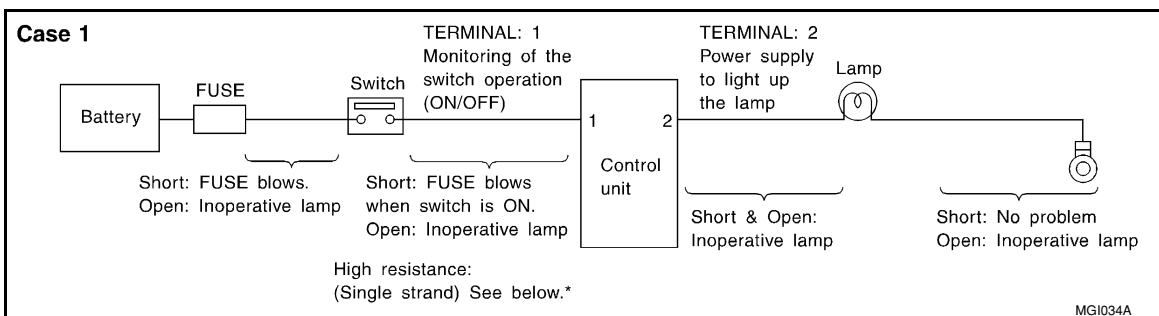 Case 1
TERMINAL: 1
Monitoring of the
switch operation
(ON/OFF)
TERMINAL: 2
Power supply
to light up
the lamp
Lamp
FUSE
Switch
Battery
1
2
Control
unit
Short: FUSE blows.
Open: Inoperative lamp
Short: FUSE blows
when switch is ON.
Open: Inoperative lamp
Short & Open:
Inoperative lamp
Short: No problem
Open: Inoperative lamp
High resistance:
(Single strand) See below.*
MGI034A